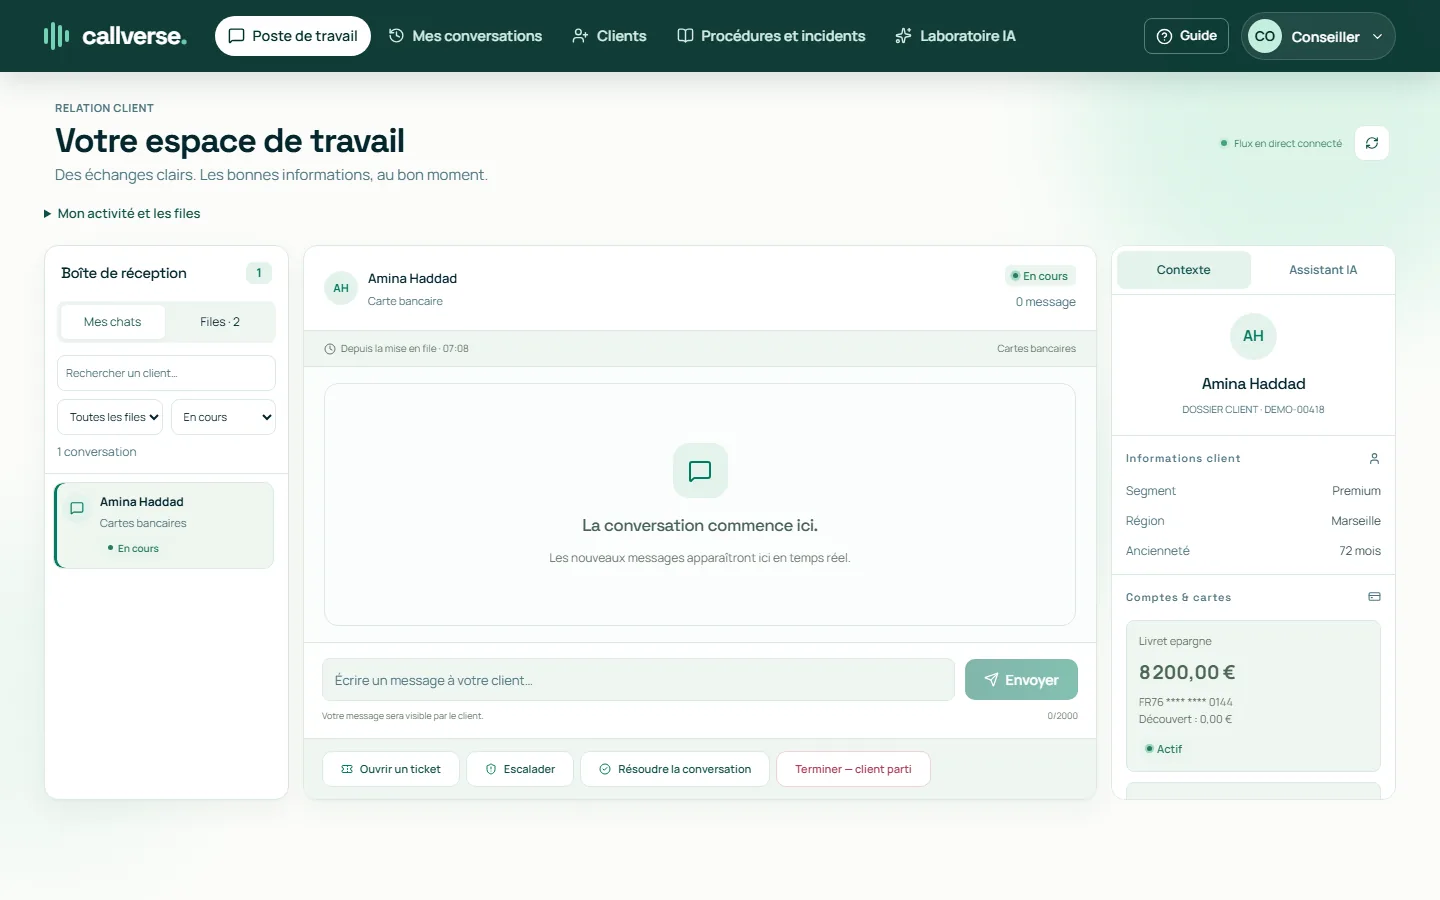 callverse.
Poste de travail
Mes conversations
Clients
Procédures et incidents
Laboratoire IA
Guide
CO
Conseiller
RELATION CLIENT
Votre espace de travail
Des échanges clairs. Les bonnes informations, au bon moment.
Flux en direct connecté
Mon activité et les files
Boîte de réception
1
Mes chats
Files · 2
Rechercher un client…
Toutes les files
En cours
1 conversation
Amina Haddad
Cartes bancaires
En cours
AH
Amina Haddad
Carte bancaire
En cours
0 message
Depuis la mise en file · 07:08
Cartes bancaires
La conversation commence ici.
Les nouveaux messages apparaîtront ici en temps réel.
Écrire un message à votre client…
Envoyer
Votre message sera visible par le client.
0/2000
Ouvrir un ticket
Escalader
Résoudre la conversation
Terminer — client parti
Contexte
Assistant IA
AH
Amina Haddad
DOSSIER CLIENT · DEMO-00418
Informations client
Segment
Premium
Région
Marseille
Ancienneté
72 mois
Comptes & cartes
Livret epargne
8 200,00 €
FR76 **** **** 0144
Découvert : 0,00 €
Actif